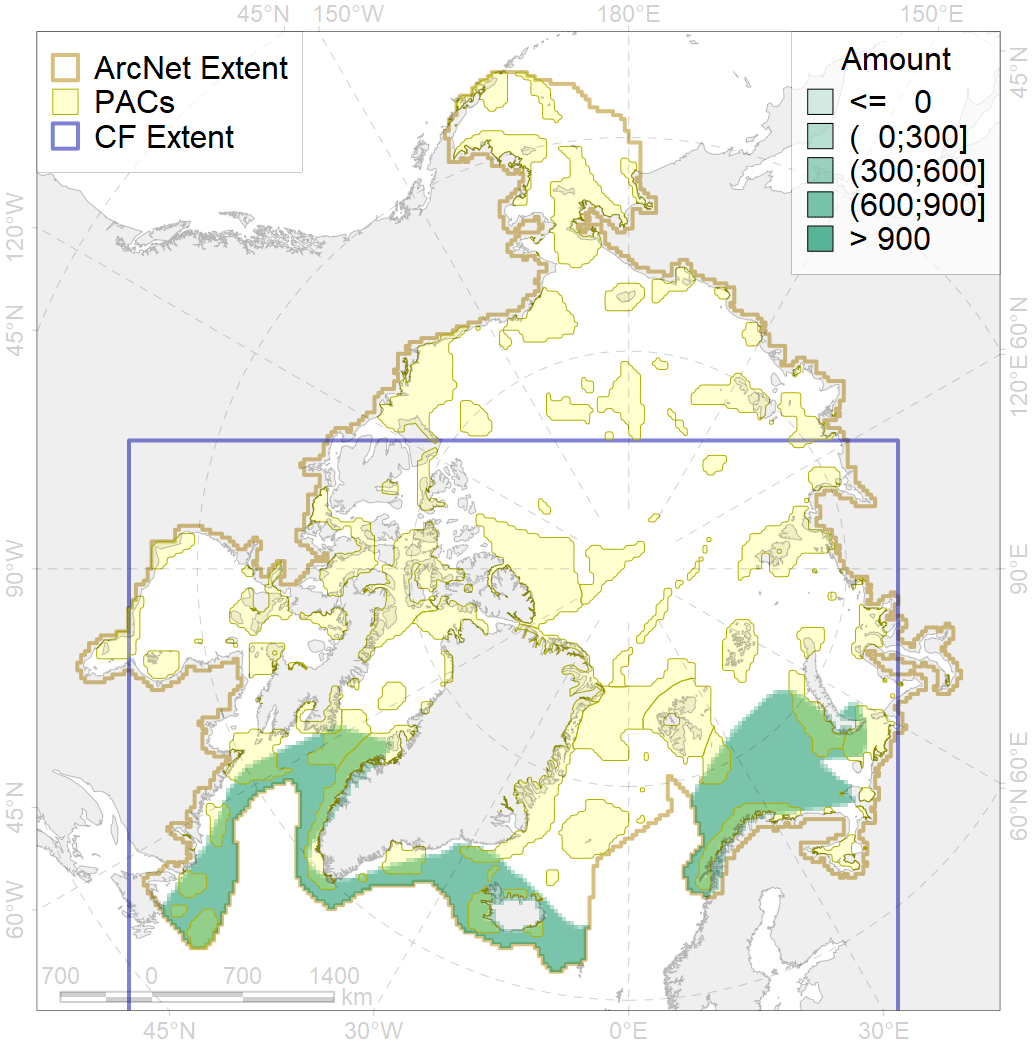 45°N 150°W 180°E 150°E
ArcNet Extent
PACs
CF Extent
Amount
<= 0
( 0;300]
(300;600]
(600;900]
> 900
45°N
120°W
45°N
60°N
120°E
90°W
90°E
45°N
60°E
60°N
60°W
700 0 700 1400
km
45°N 30°W 0°E 30°E